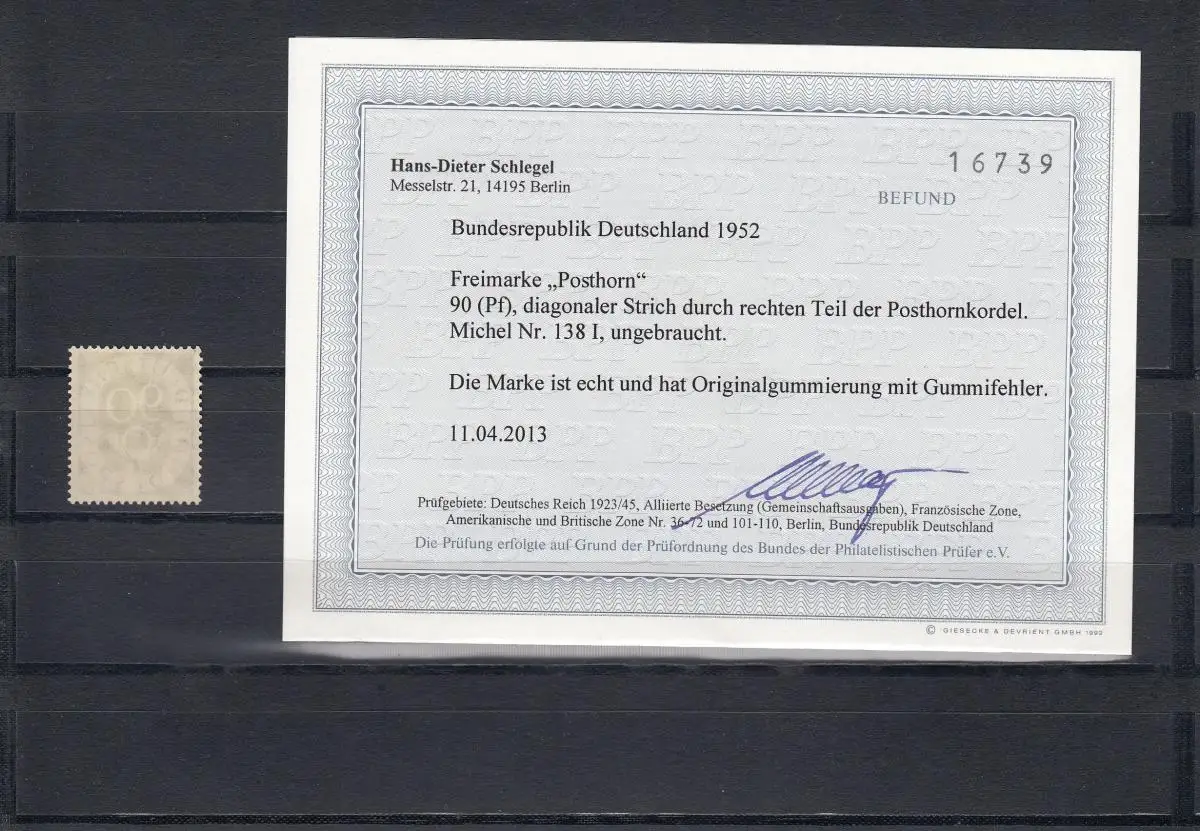 Hans-Dieter Schlegel
Messelstr. 21, 14195 Berlin
16739
BEFUND
Bundesrepublik Deutschland 1952
Freimarke „Posthorn“
90 (Pf), diagonaler Strich durch rechten Teil der Posthornkordel.
Michel Nr. 138 I, ungebraucht.
Die Marke ist echt und hat Originalgummierung mit Gummifehler.
11.04.2013
Prüfgebiete: Deutsches Reich 1923/45, Alliierte Besetzung (Gemeinschaftsausgaben), Französische Zone,
Amerikanische und Britische Zone Nr. 36-72 und 101-110, Berlin, Bundesrepublik Deutschland
Die Prüfung erfolgte auf Grund der Prüfordnung des Bundes der Philatelistischen Prüfer e.V.
© GIESECKE & DEVRIENT GMBH 1992